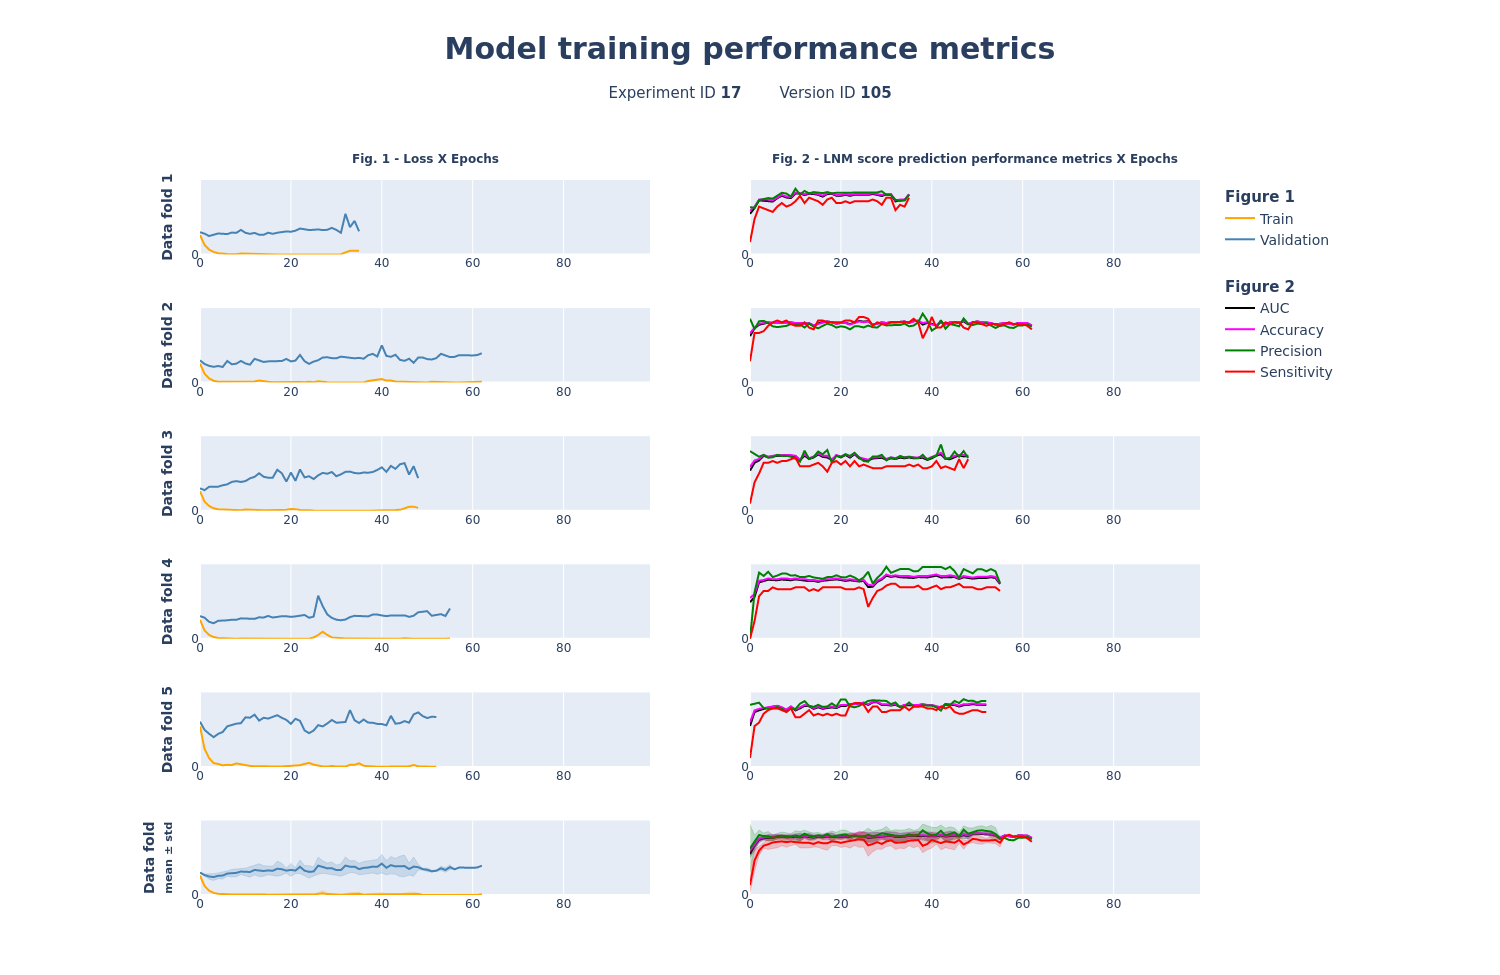 Model training performance metrics
Experiment ID 17 Version ID 105
Fig. 1 - Loss X Epochs
Fig. 2 - LNM score prediction performance metrics X Epochs
Data fold 1
0
0 20 40 60 80
0
0 20 40 60 80
Figure 1
Train
Validation
Figure 2
AUC
Accuracy
Precision
Sensitivity
Data fold 2
0
0 20 40 60 80
0
0 20 40 60 80
Data fold 3
0
0 20 40 60 80
0
0 20 40 60 80
Data fold 4
0
0 20 40 60 80
0
0 20 40 60 80
Data fold 5
0
0 20 40 60 80
0
0 20 40 60 80
Data fold
mean ± std
0
0 20 40 60 80
0
0 20 40 60 80